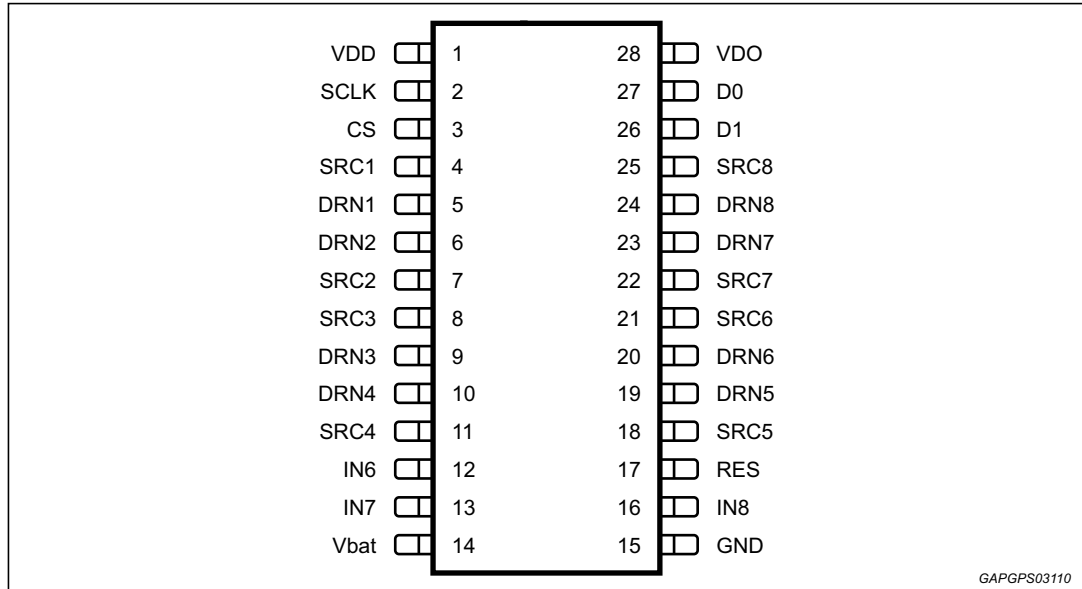 VDD 1 28 VDO
SCLK 2 27 D0
CS 3 26 D1
SRC1 4 25 SRC8
DRN1 5 24 DRN8
DRN2 6 23 DRN7
SRC2 7 22 SRC7
SRC3 8 21 SRC6
DRN3 9 20 DRN6
DRN4 10 19 DRN5
SRC4 11 18 SRC5
IN6 12 17 RES
IN7 13 16 IN8
Vbat 14 15 GND
GAPGPS03110